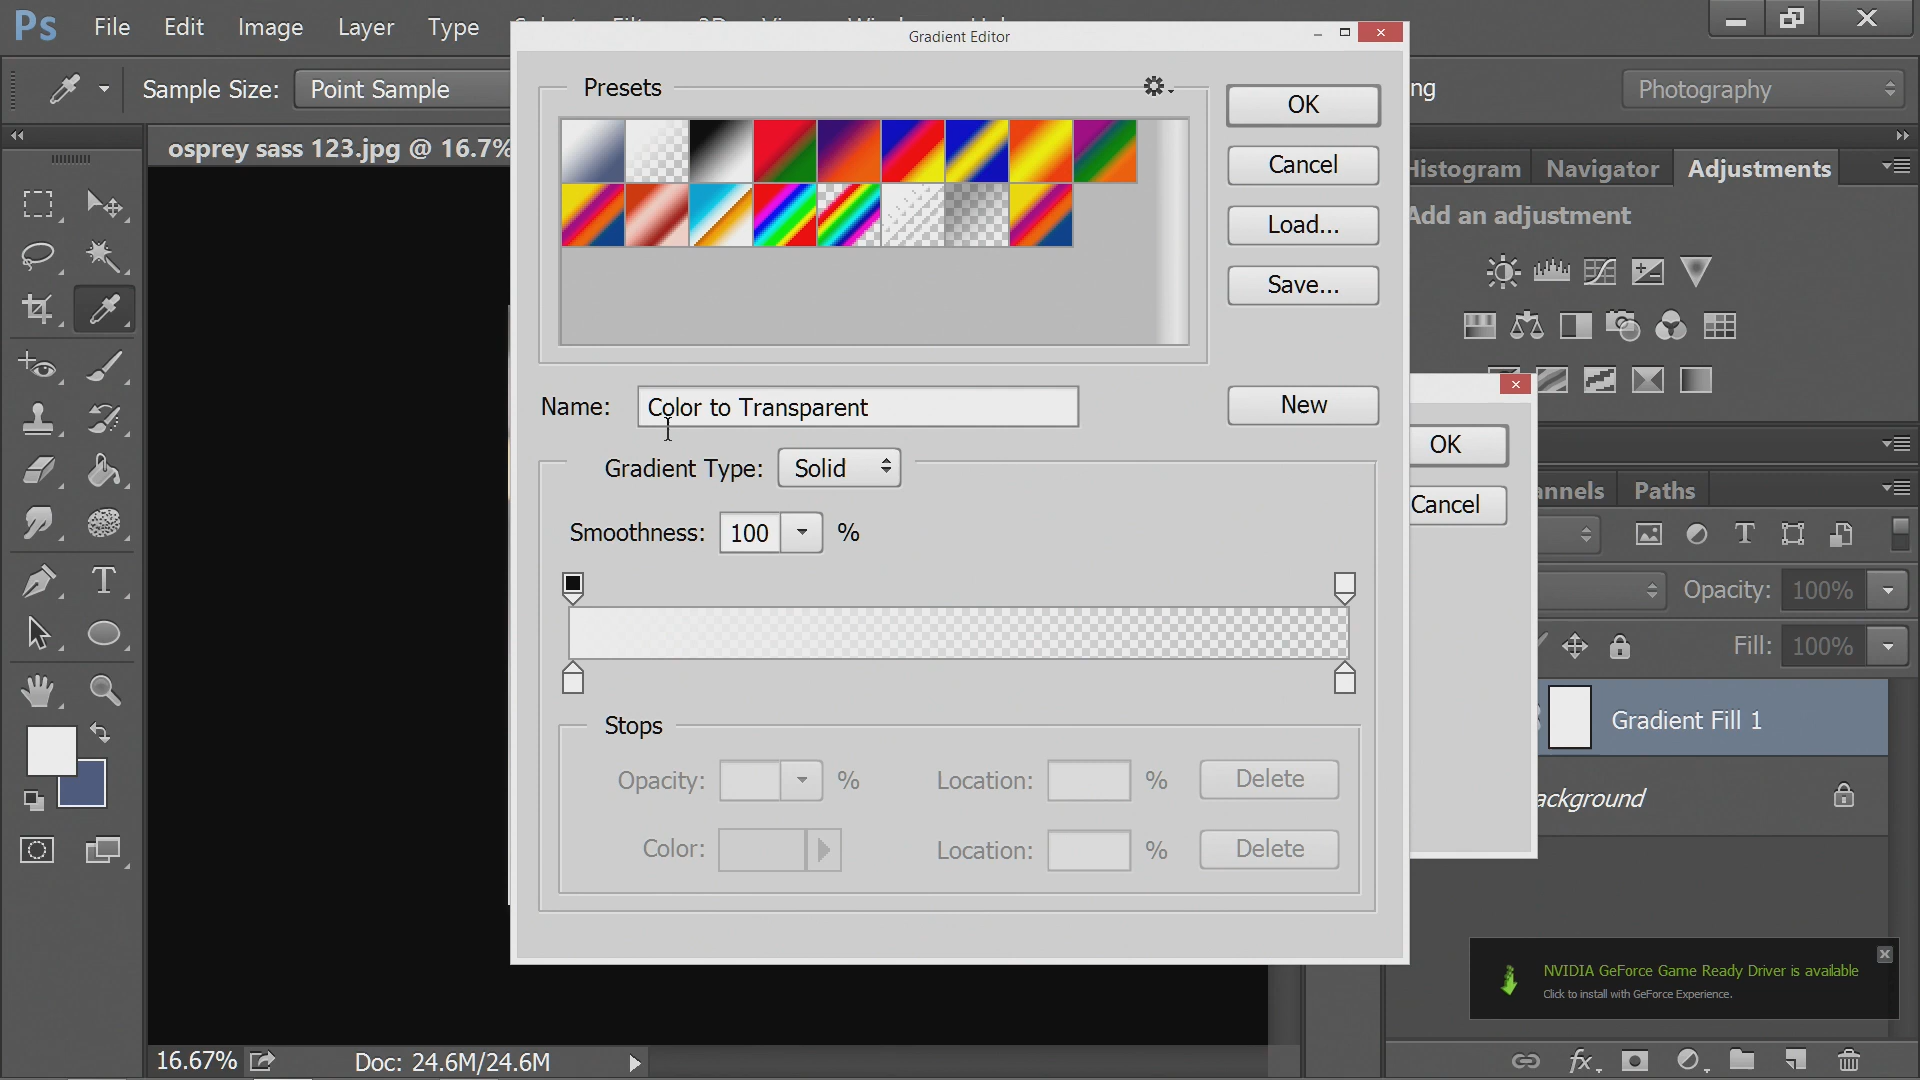 Ps File Edit Image Layer Type
Gradient Editor
Sample Size: Point Sample
ng
Photography
osprey sass 123.jpg @ 16.7%
Presets
OK
Cancel
Load...
Save...
Histogram Navigator Adjustments
Add an adjustment
Name: Color to Transparent
New
Gradient Type: Solid
Smoothness: 100 %
OK
Cancel
annels Paths
Opacity: 100%
Fill: 100%
Gradient Fill 1
ackground
Stops
Opacity: % Location: % Delete
Color: Location: % Delete
NVIDIA GeForce Game Ready Driver is available
Click to install with GeForce Experience.
16.67% Doc: 24.6M/24.6M
fx